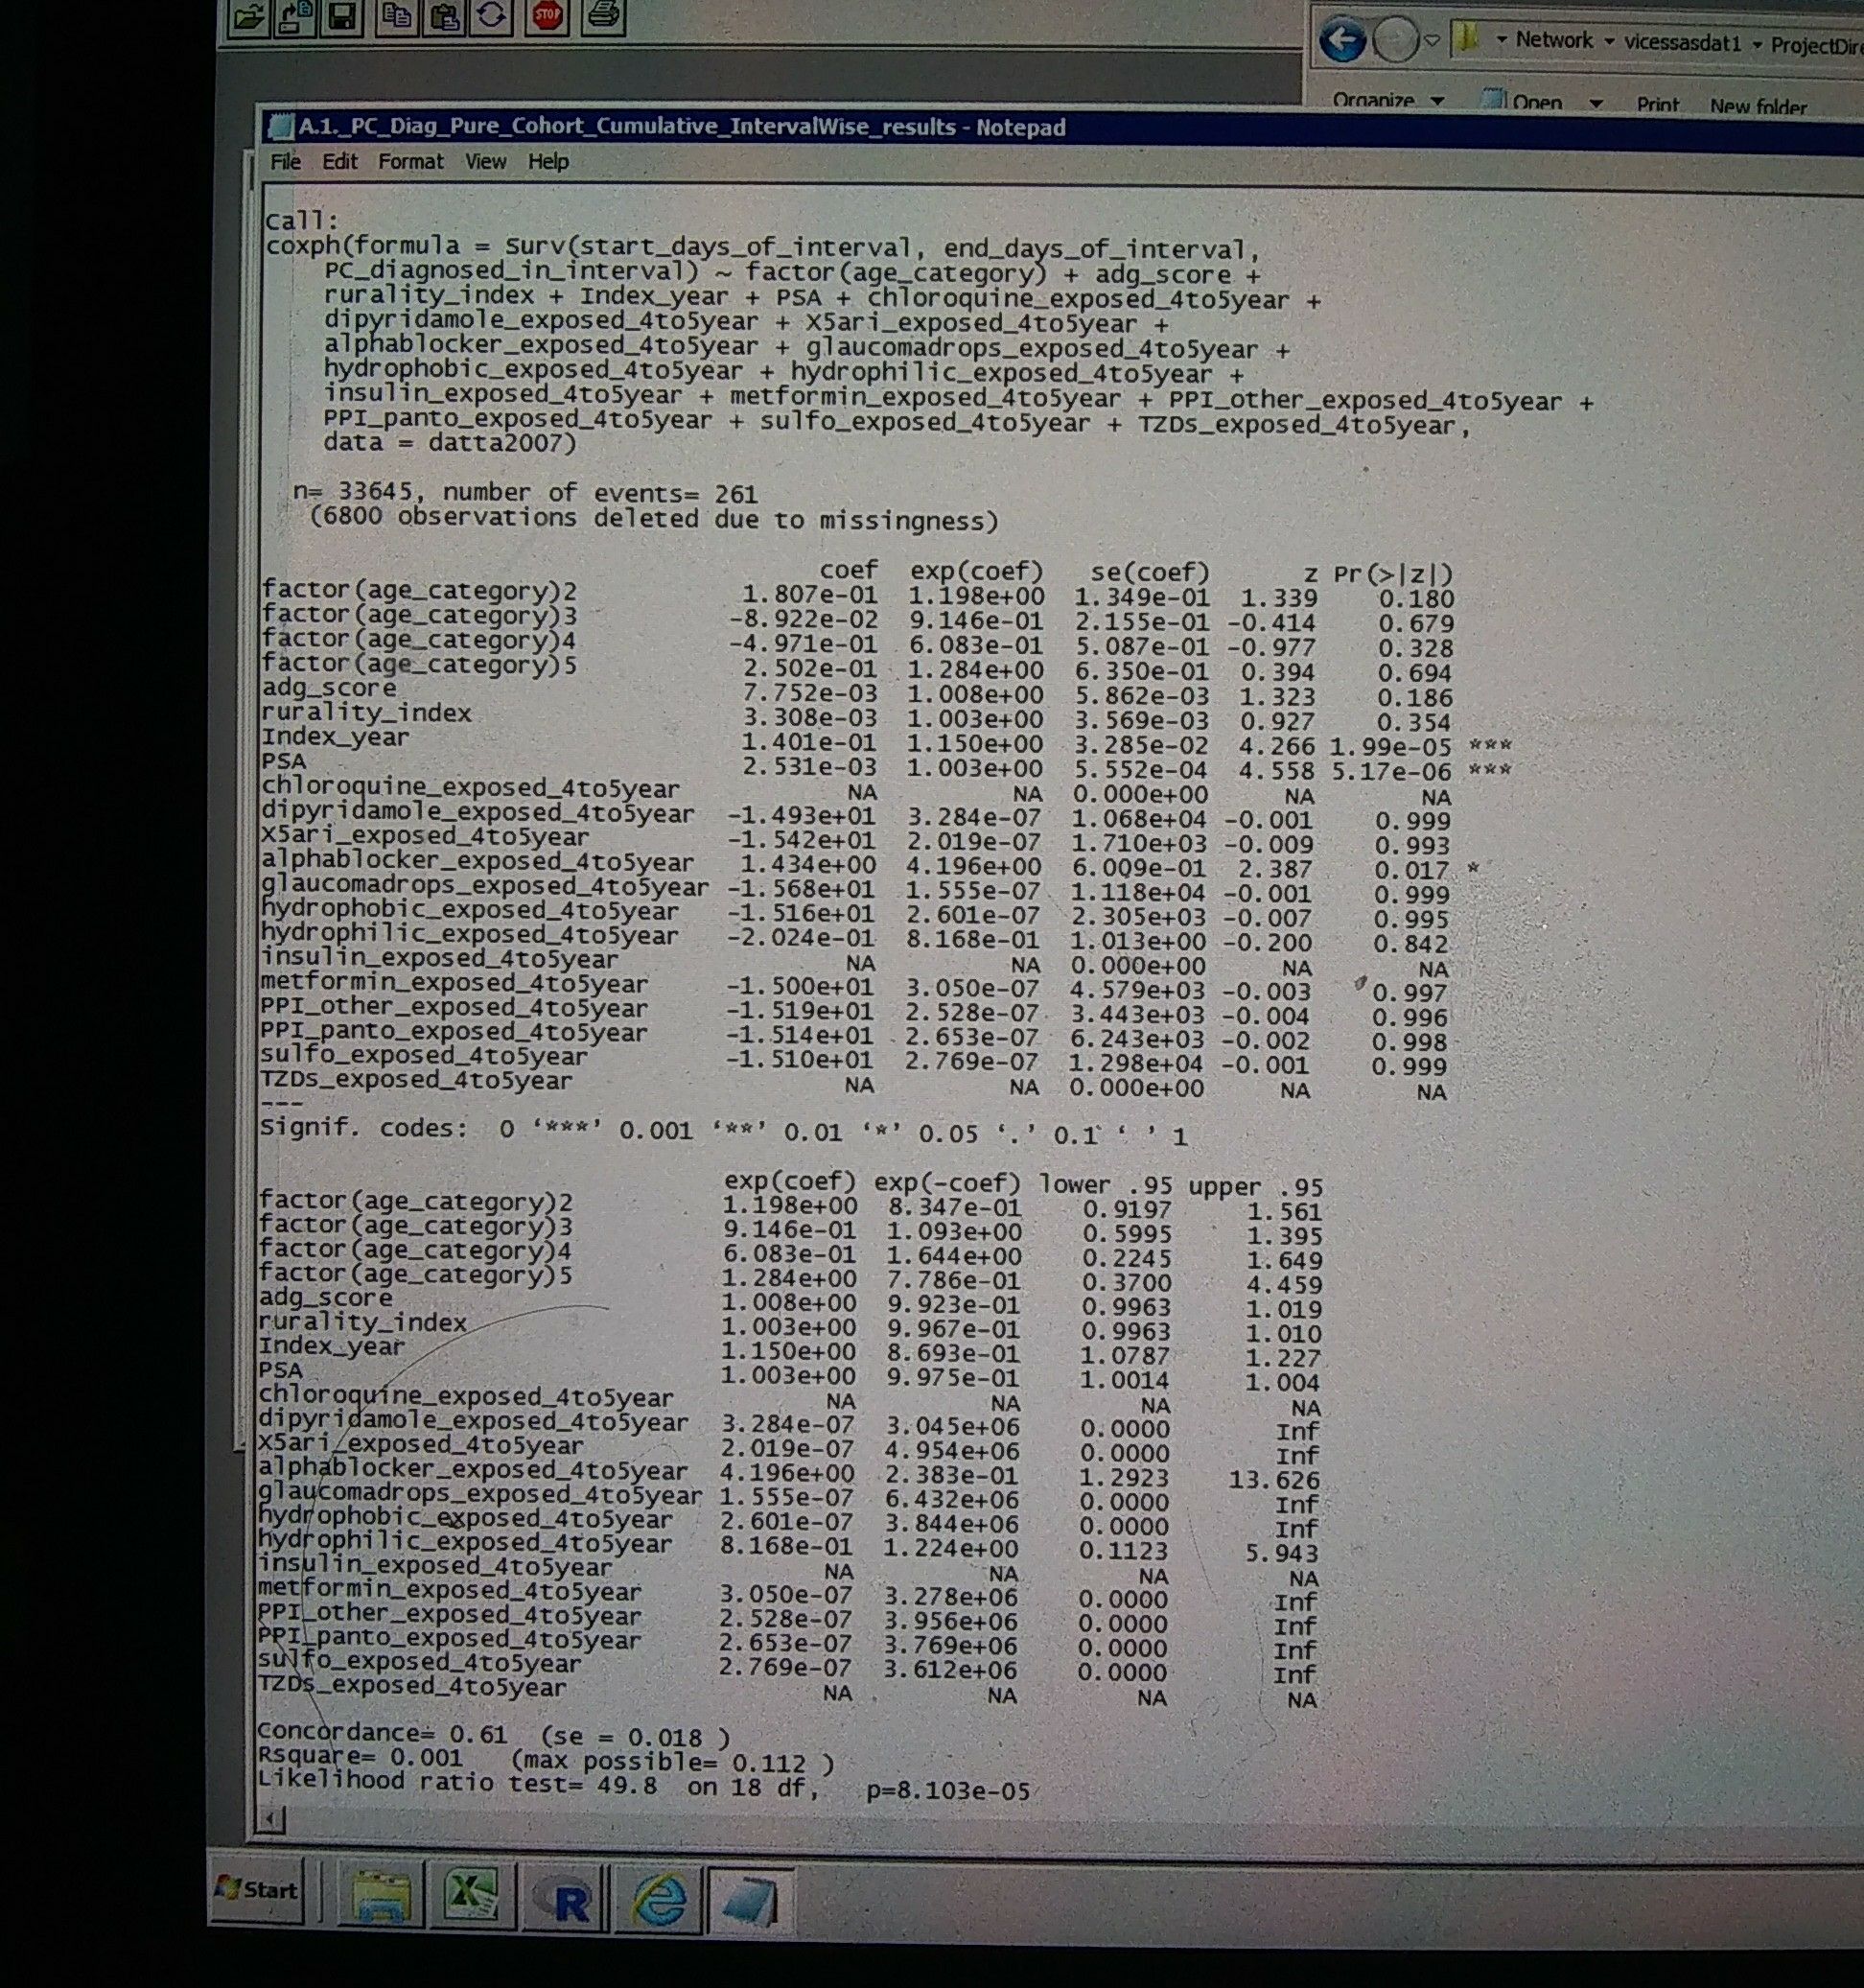 STOP
Network vicessasdat1 ProjectDire
Organize Open Print New folder
A.1._PC_Diag_Pure_Cohort_Cumulative_IntervalWise_results - Notepad
File Edit Format View Help
Call:
coxph(formula = Surv(start_days_of_interval, end_days_of_interval,
PC_diagnosed_in_interval) ~ factor(age_category) + adg_score +
rurality_index + Index_year + PSA + chloroquine_exposed_4to5year +
dipyridamole_exposed_4to5year + X5ari_exposed_4to5year +
alphablocker_exposed_4to5year + glaucomadrops_exposed_4to5year +
hydrophobic_exposed_4to5year + hydrophilic_exposed_4to5year +
insulin_exposed_4to5year + metformin_exposed_4to5year + PPI_other_exposed_4to5year +
PPI_panto_exposed_4to5year + sulfo_exposed_4to5year + TZDs_exposed_4to5year,
data = datta2007)
n= 33645, number of events= 261
(6800 observations deleted due to missingness)
coef exp(coef) se(coef) z Pr(>|z|)
factor(age_category)2 1.807e-01 1.198e+00 1.349e-01 1.339 0.180
factor(age_category)3 -8.922e-02 9.146e-01 2.155e-01 -0.414 0.679
factor(age_category)4 -4.971e-01 6.083e-01 5.087e-01 -0.977 0.328
factor(age_category)5 2.502e-01 1.284e+00 6.350e-01 0.394 0.694
adg_score 7.752e-03 1.008e+00 5.862e-03 1.323 0.186
rurality_index 3.308e-03 1.003e+00 3.569e-03 0.927 0.354
Index_year 1.401e-01 1.150e+00 3.285e-02 4.266 1.99e-05 ***
PSA 2.531e-03 1.003e+00 5.552e-04 4.558 5.17e-06 ***
chloroquine_exposed_4to5year NA NA 0.000e+00 NA NA
dipyridamole_exposed_4to5year -1.493e+01 3.284e-07 1.068e+04 -0.001 0.999
X5ari_exposed_4to5year -1.542e+01 2.019e-07 1.710e+03 -0.009 0.993
alphablocker_exposed_4to5year 1.434e+00 4.196e+00 6.009e-01 2.387 0.017 *
glaucomadrops_exposed_4to5year -1.568e+01 1.555e-07 1.118e+04 -0.001 0.999
hydrophobic_exposed_4to5year -1.516e+01 2.601e-07 2.305e+03 -0.007 0.995
hydrophilic_exposed_4to5year -2.024e-01 8.168e-01 1.013e+00 -0.200 0.842
insulin_exposed_4to5year NA NA 0.000e+00 NA NA
metformin_exposed_4to5year -1.500e+01 3.050e-07 4.579e+03 -0.003 0.997
PPI_other_exposed_4to5year -1.519e+01 2.528e-07 3.443e+03 -0.004 0.996
PPI_panto_exposed_4to5year -1.514e+01 2.653e-07 6.243e+03 -0.002 0.998
sulfo_exposed_4to5year -1.510e+01 2.769e-07 1.298e+04 -0.001 0.999
TZDs_exposed_4to5year NA NA 0.000e+00 NA NA
---
Signif. codes: 0 ‘***’ 0.001 ‘**’ 0.01 ‘*’ 0.05 ‘.’ 0.1 ‘ ’ 1
exp(coef) exp(-coef) lower .95 upper .95
factor(age_category)2 1.198e+00 8.347e-01 0.9197 1.561
factor(age_category)3 9.146e-01 1.093e+00 0.5995 1.395
factor(age_category)4 6.083e-01 1.644e+00 0.2245 1.649
factor(age_category)5 1.284e+00 7.786e-01 0.3700 4.459
adg_score 1.008e+00 9.923e-01 0.9963 1.019
rurality_index 1.003e+00 9.967e-01 0.9963 1.010
Index_year 1.150e+00 8.693e-01 1.0787 1.227
PSA 1.003e+00 9.975e-01 1.0014 1.004
chloroquine_exposed_4to5year NA NA NA NA
dipyridamole_exposed_4to5year 3.284e-07 3.045e+06 0.0000 Inf
X5ari_exposed_4to5year 2.019e-07 4.954e+06 0.0000 Inf
alphablocker_exposed_4to5year 4.196e+00 2.383e-01 1.2923 13.626
glaucomadrops_exposed_4to5year 1.555e-07 6.432e+06 0.0000 Inf
hydrophobic_exposed_4to5year 2.601e-07 3.844e+06 0.0000 Inf
hydrophilic_exposed_4to5year 8.168e-01 1.224e+00 0.1123 5.943
insulin_exposed_4to5year NA NA NA NA
metformin_exposed_4to5year 3.050e-07 3.278e+06 0.0000 Inf
PPI_other_exposed_4to5year 2.528e-07 3.956e+06 0.0000 Inf
PPI_panto_exposed_4to5year 2.653e-07 3.769e+06 0.0000 Inf
sulfo_exposed_4to5year 2.769e-07 3.612e+06 0.0000 Inf
TZDs_exposed_4to5year NA NA NA NA
Concordance= 0.61 (se = 0.018 )
Rsquare= 0.001 (max possible= 0.112 )
Likelihood ratio test= 49.8 on 18 df, p=8.103e-05
Start
R